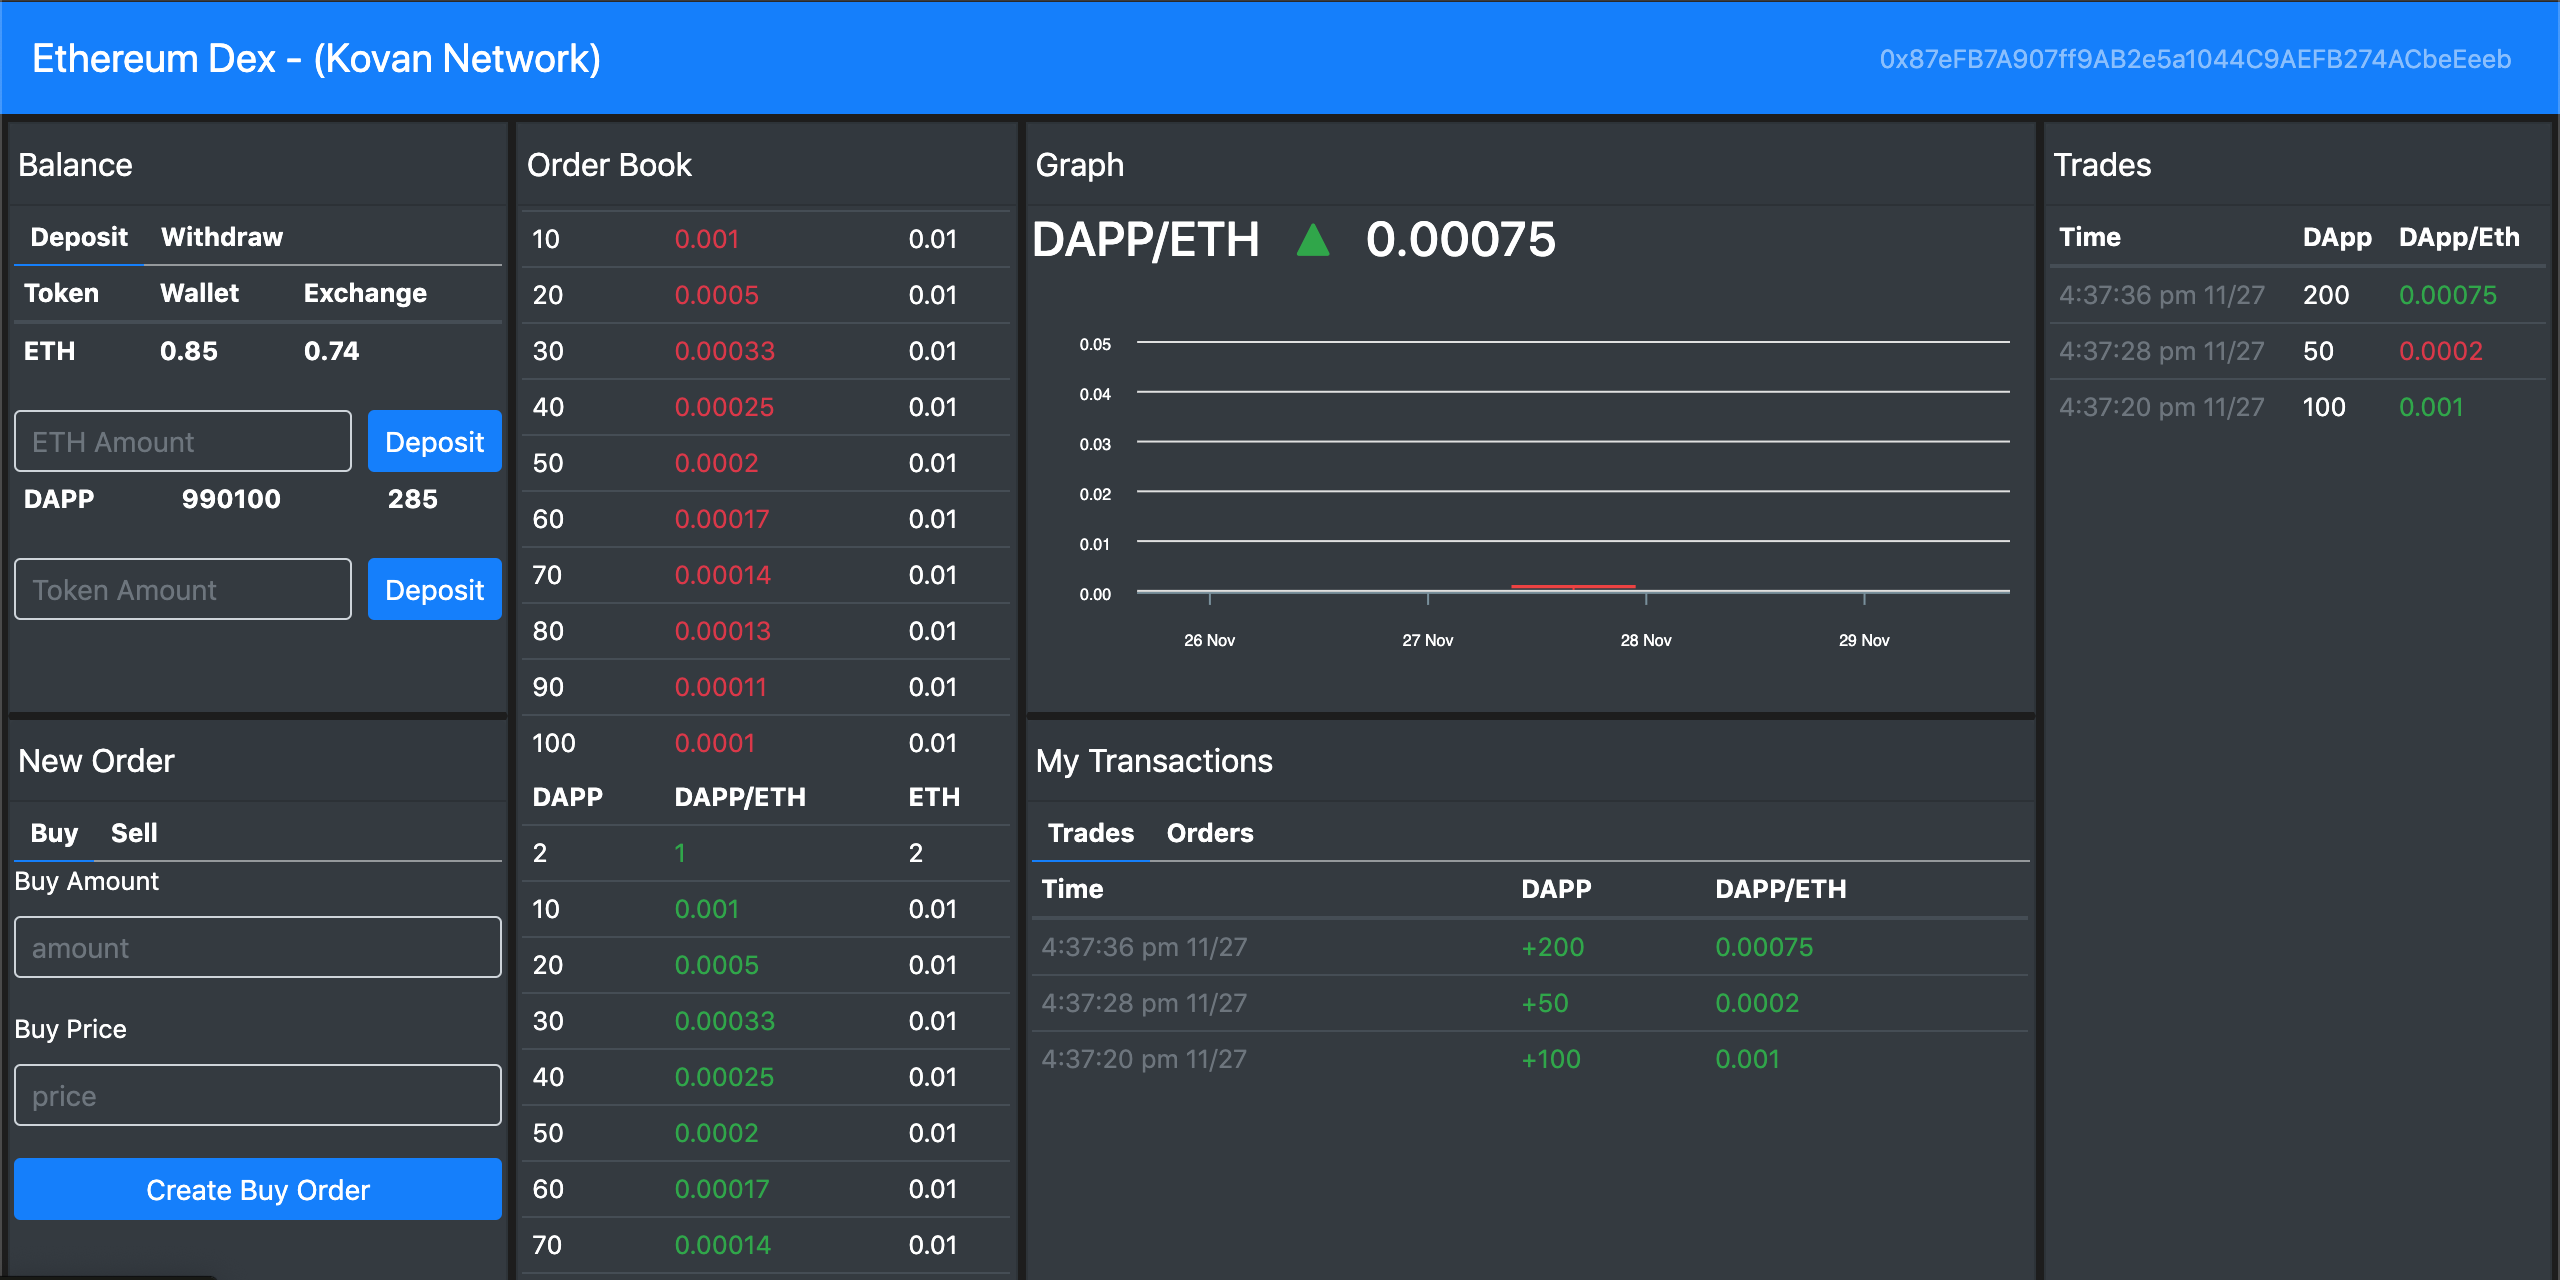 Ethereum Dex - (Kovan Network)
0x87eFB7A907ff9AB2e5a1044C9AEFB274ACbeEeeb
Balance
Deposit Withdraw
Token Wallet Exchange
ETH 0.85 0.74
ETH Amount Deposit
DAPP 990100 285
Token Amount Deposit
New Order
Buy Sell
Buy Amount
amount
Buy Price
price
Create Buy Order
Order Book
10 0.001 0.01
20 0.0005 0.01
30 0.00033 0.01
40 0.00025 0.01
50 0.0002 0.01
60 0.00017 0.01
70 0.00014 0.01
80 0.00013 0.01
90 0.00011 0.01
100 0.0001 0.01
DAPP DAPP/ETH ETH
2 1 2
10 0.001 0.01
20 0.0005 0.01
30 0.00033 0.01
40 0.00025 0.01
50 0.0002 0.01
60 0.00017 0.01
70 0.00014 0.01
Graph
DAPP/ETH ▲ 0.00075
0.05
0.04
0.03
0.02
0.01
0.00
26 Nov 27 Nov 28 Nov 29 Nov
My Transactions
Trades Orders
Time DAPP DAPP/ETH
4:37:36 pm 11/27 +200 0.00075
4:37:28 pm 11/27 +50 0.0002
4:37:20 pm 11/27 +100 0.001
Trades
Time DApp DApp/Eth
4:37:36 pm 11/27 200 0.00075
4:37:28 pm 11/27 50 0.0002
4:37:20 pm 11/27 100 0.001